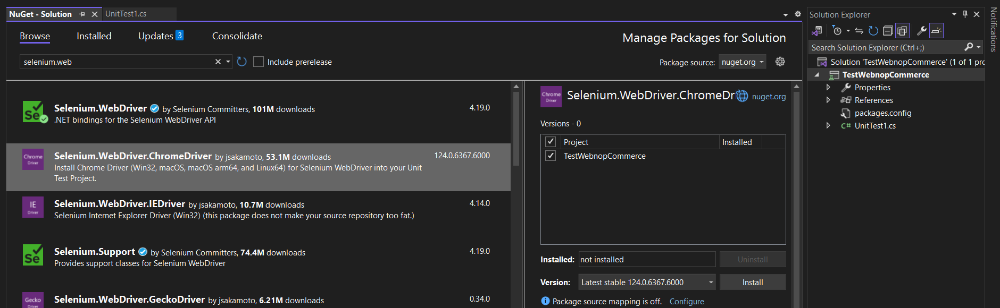 NuGet - Solution
UnitTest1.cs
Browse
Installed
Updates 3
Consolidate
Manage Packages for Solution
selenium.web
Include prerelease
Package source: nuget.org
Se
Selenium.WebDriver by Selenium Committers, 101M downloads
4.19.0
.NET bindings for the Selenium WebDriver API
Chrome
Driver
Selenium.WebDriver.ChromeDriver by jsakamoto, 53.1M downloads
124.0.6367.6000
Install Chrome Driver (Win32, macOS, macOS arm64, and Linux64) for Selenium WebDriver into your Unit
Test Project.
IE
Driver
Selenium.WebDriver.IEDriver by jsakamoto, 10.7M downloads
4.14.0
Selenium Internet Explorer Driver (Win32) (this package does not make your source repository too fat.)
Se
Selenium.Support by Selenium Committers, 74.4M downloads
4.19.0
Provides support classes for Selenium WebDriver
Gecko
Selenium.WebDriver.GeckoDriver by jsakamoto, 6.21M downloads
0.34.0
Chrome
Driver
Selenium.WebDriver.ChromeDr
nuget.org
Versions - 0
Project
Installed
TestWebnopCommerce
Installed: not installed
Uninstall
Version: Latest stable 124.0.6367.6000
Install
Package source mapping is off. Configure
Solution Explorer
Search Solution Explorer (Ctrl+;)
Solution 'TestWebnopCommerce' (1 of 1 pro
TestWebnopCommerce
Properties
References
packages.config
C# UnitTest1.cs
Notifications